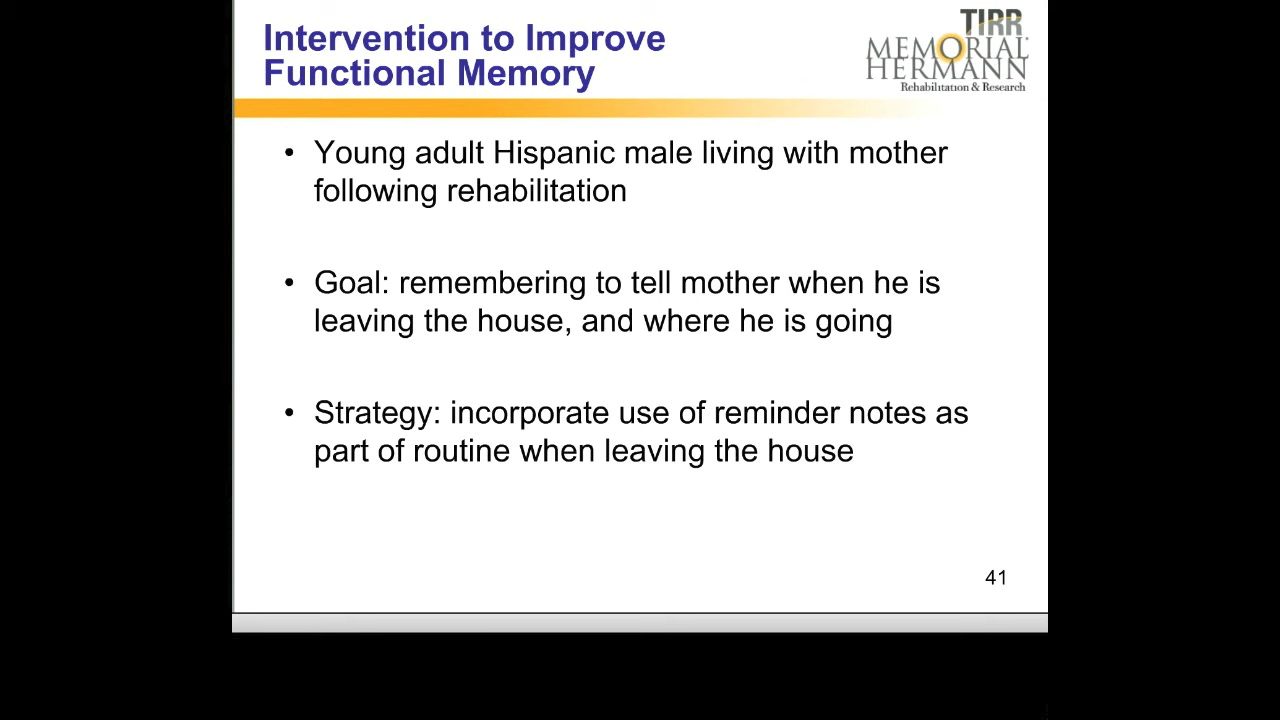 Intervention to Improve
Functional Memory
TIRR
MEMORIAL
HERMANN
Rehabilitation & Research
• Young adult Hispanic male living with mother
following rehabilitation
• Goal: remembering to tell mother when he is
leaving the house, and where he is going
• Strategy: incorporate use of reminder notes as
part of routine when leaving the house
41